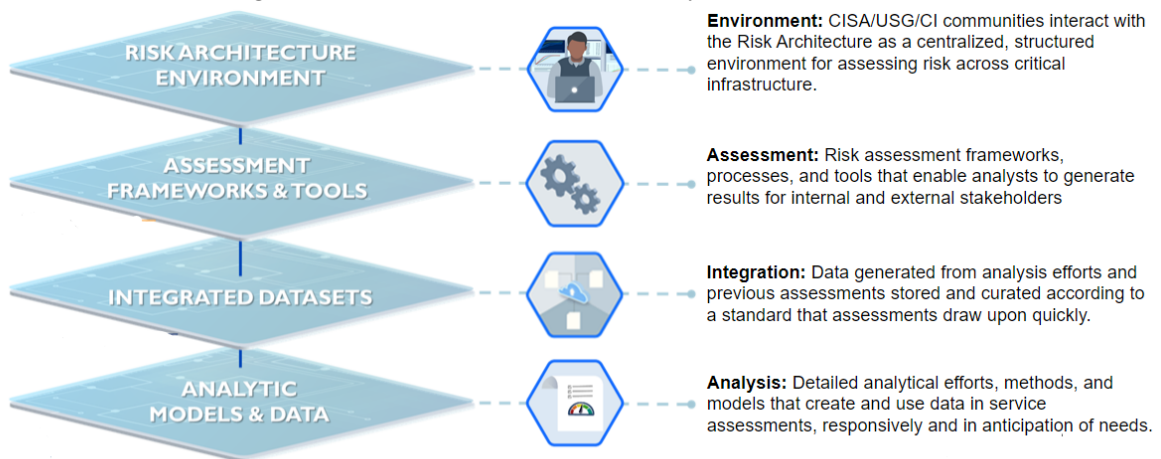 RISK ARCHITECTURE
ENVIRONMENT
Environment: CISA/USG/CI communities interact with
the Risk Architecture as a centralized, structured
environment for assessing risk across critical
infrastructure.
ASSESSMENT
FRAMEWORKS & TOOLS
Assessment: Risk assessment frameworks,
processes, and tools that enable analysts to generate
results for internal and external stakeholders
INTEGRATED DATASETS
Integration: Data generated from analysis efforts and
previous assessments stored and curated according to
a standard that assessments draw upon quickly.
ANALYTIC
MODELS & DATA
Analysis: Detailed analytical efforts, methods, and
models that create and use data in service
assessments, responsively and in anticipation of needs.